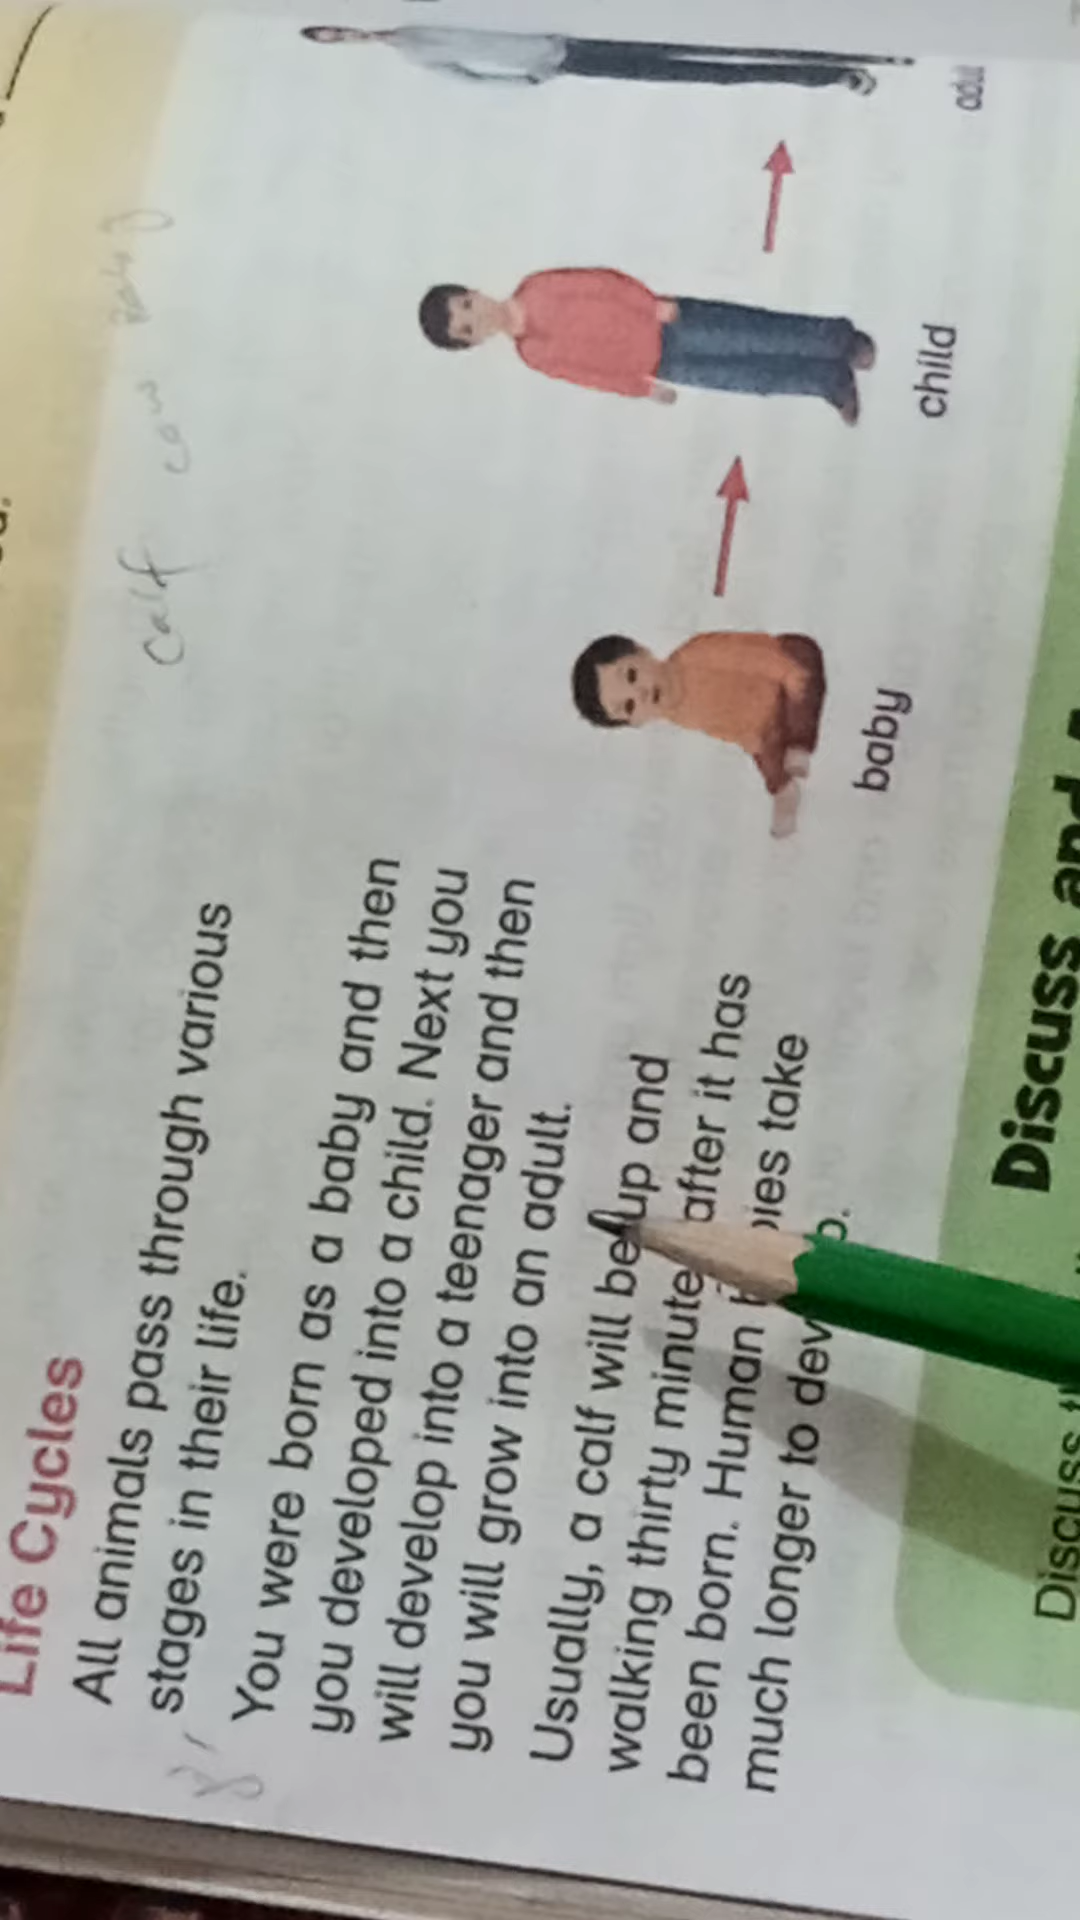 Life Cycles
All animals pass through various
stages in their life.
You were born as a baby and then
you developed into a child. Next you
will develop into a teenager and then
you will grow into an adult.
Usually, a calf will be up and
walking thirty minute after it has
been born. Human take
much longer to
calf cow
baby
child
Discuss and
Discuss